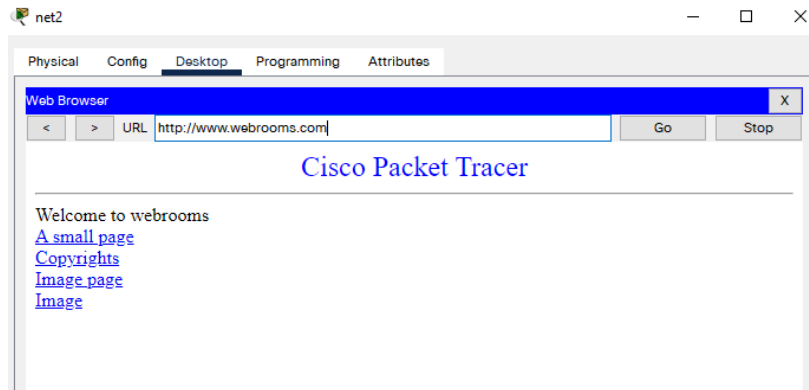 net2
Physical Config Desktop Programming Attributes
Web Browser X
< > URL http://www.webrooms.com Go Stop
Cisco Packet Tracer
Welcome to webrooms
A small page
Copyrights
Image page
Image